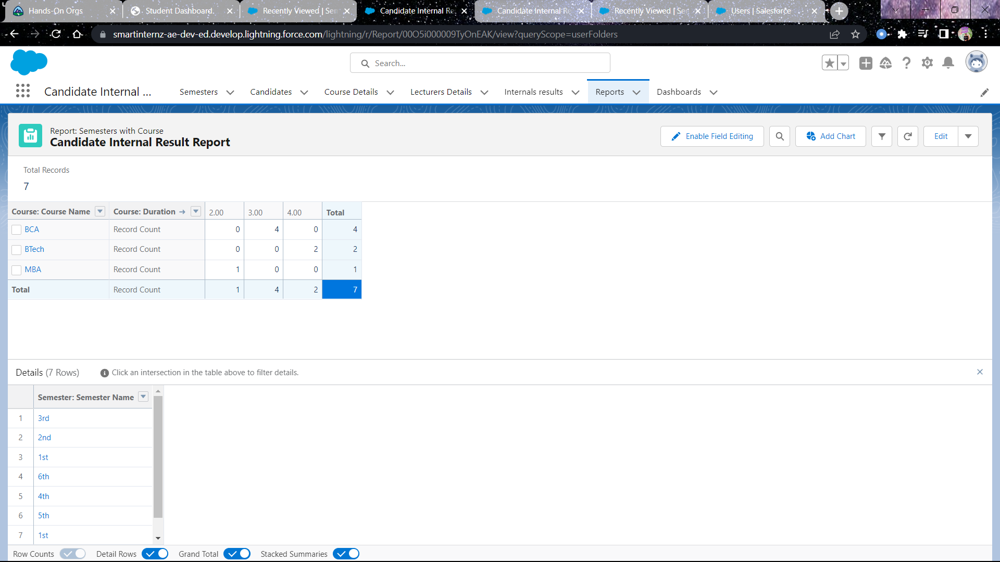 Hands-On Orgs
Student Dashboard.
Recently Viewed | Sem
Candidate Internal Re
Candidate Internal Re
Recently Viewed | Sem
Users | Salesforce
smartinternz-ae-dev-ed.develop.lightning.force.com/lightning/r/Report/00O5i000009TyOnEAK/view?queryScope=userFolders
Search...
Candidate Internal ...
Semesters
Candidates
Course Details
Lecturers Details
Internals results
Reports
Dashboards
Report: Semesters with Course
Candidate Internal Result Report
Enable Field Editing
Add Chart
Edit
Total Records
7
Course: Course Name Course: Duration → 2.00 3.00 4.00 Total
BCA Record Count 0 4 0 4
BTech Record Count 0 0 2 2
MBA Record Count 1 0 0 1
Total Record Count 1 4 2 7
Details (7 Rows) Click an intersection in the table above to filter details.
Semester: Semester Name
1 3rd
2 2nd
3 1st
4 6th
5 4th
6 5th
7 1st
Row Counts Detail Rows Grand Total Stacked Summaries